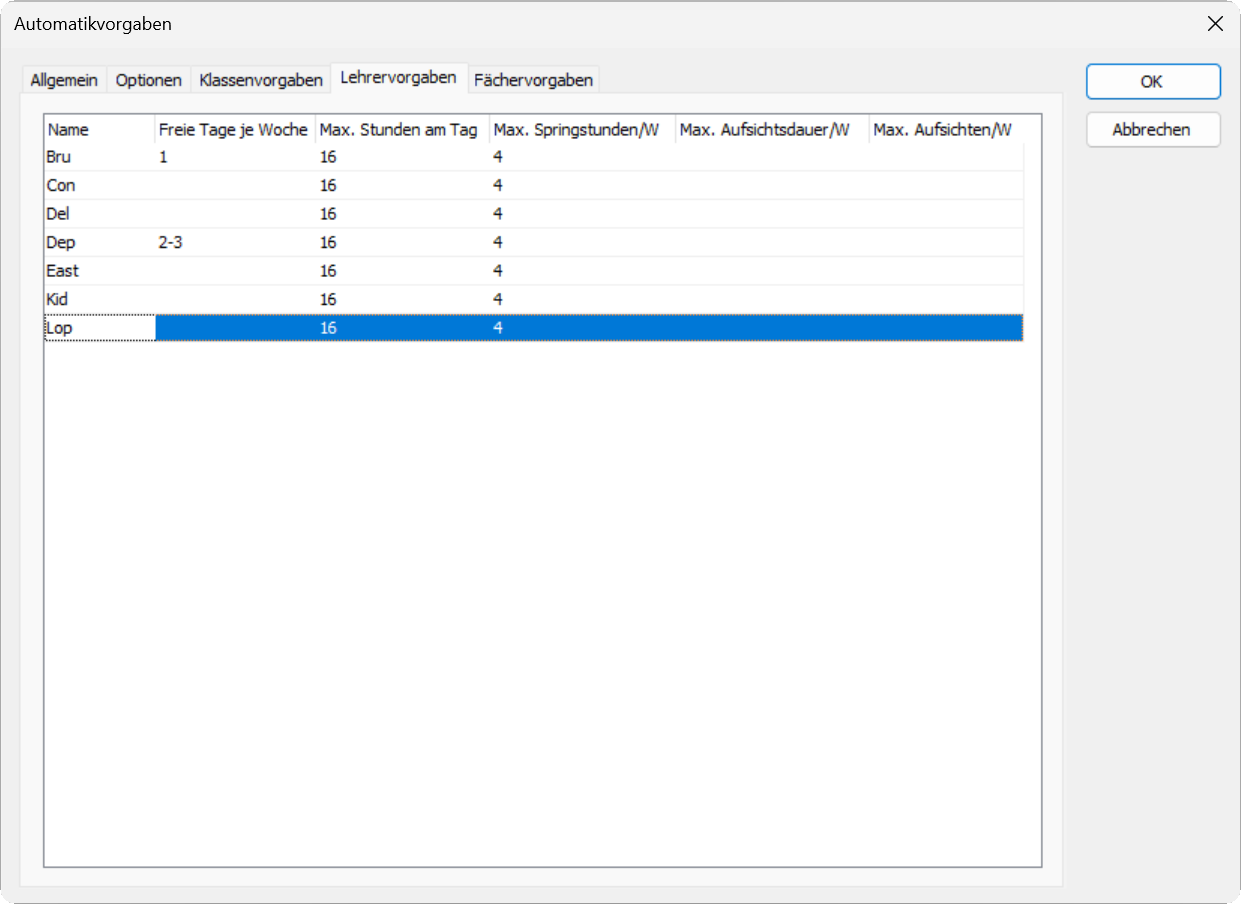 Automatikvorgaben
Allgemein Optionen Klassenvorgaben Lehrervorgaben Fächervorgaben
OK
Abbrechen
Name Freie Tage je Woche Max. Stunden am Tag Max. Springstunden/W Max. Aufsichtsdauer/W Max. Aufsichten/W
Bru 1 16 4
Con 16 4
Del 16 4
Dep 2-3 16 4
East 16 4
Kid 16 4
Lop 16 4